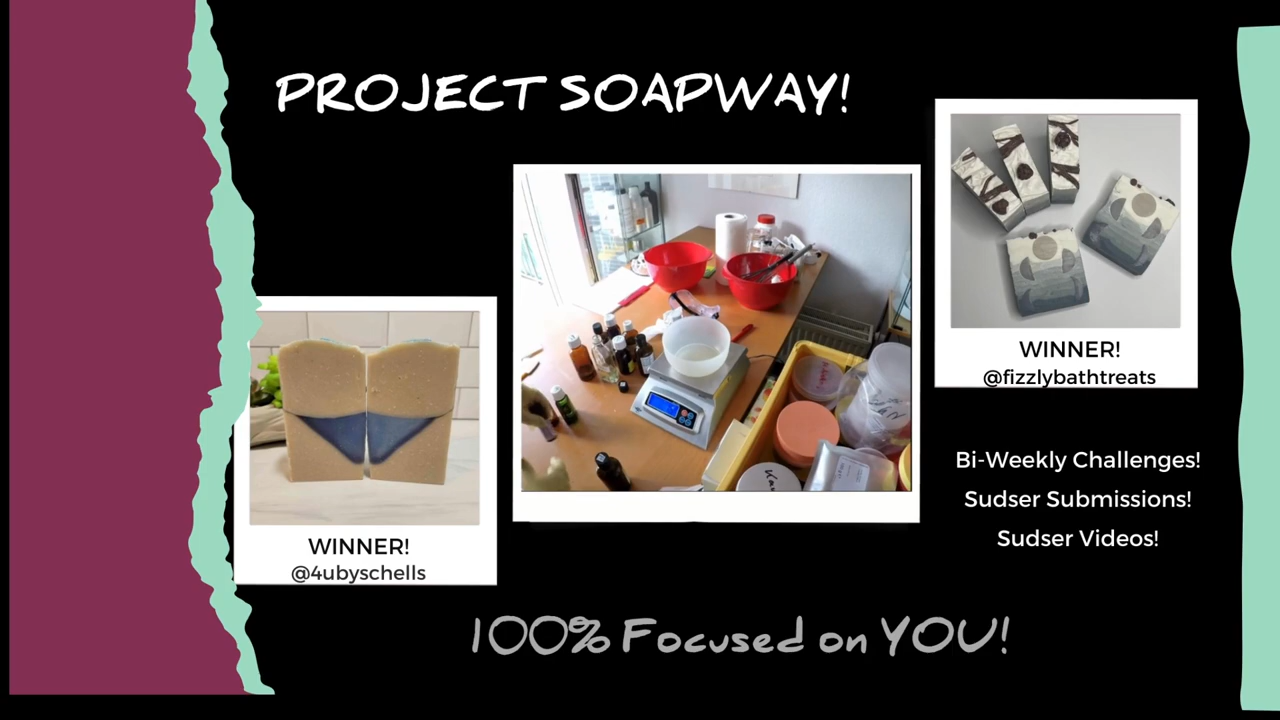 PROJECT SOAPWAY!
WINNER!
@fizzlybathtreats
Bi-Weekly Challenges!
Sudser Submissions!
Sudser Videos!
WINNER!
@4ubyschells
100% Focused on YOU!